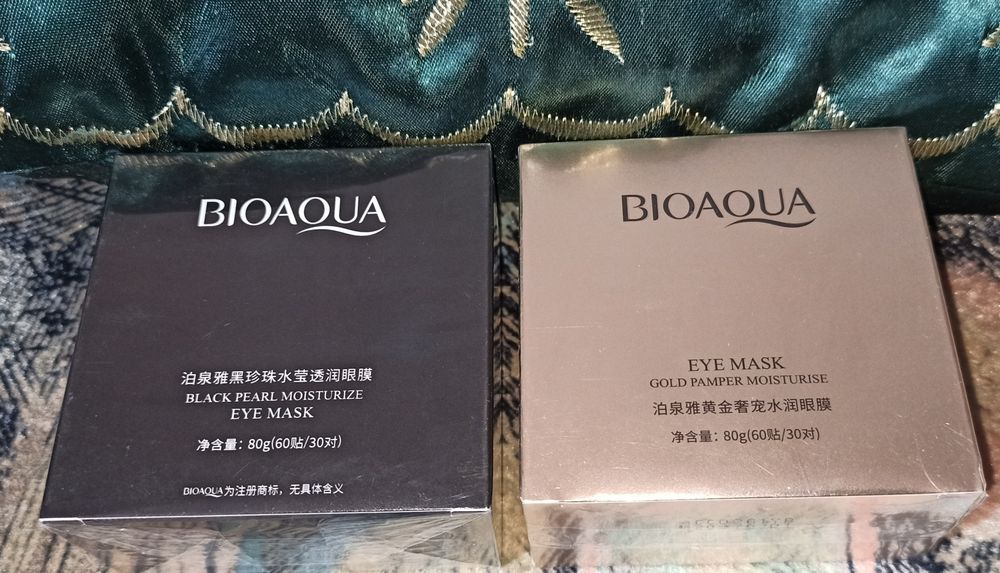 BIOAQUA
泊泉雅黑珍珠水莹透润眼膜
BLACK PEARL MOISTURIZE
EYE MASK
净含量：80g(60贴/30对)
BIOAQUA为注册商标，无具体含义
BIOAQUA
EYE MASK
GOLD PAMPER MOISTURISE
泊泉雅黄金奢宠水润眼膜
净含量：80g(60贴/30对)